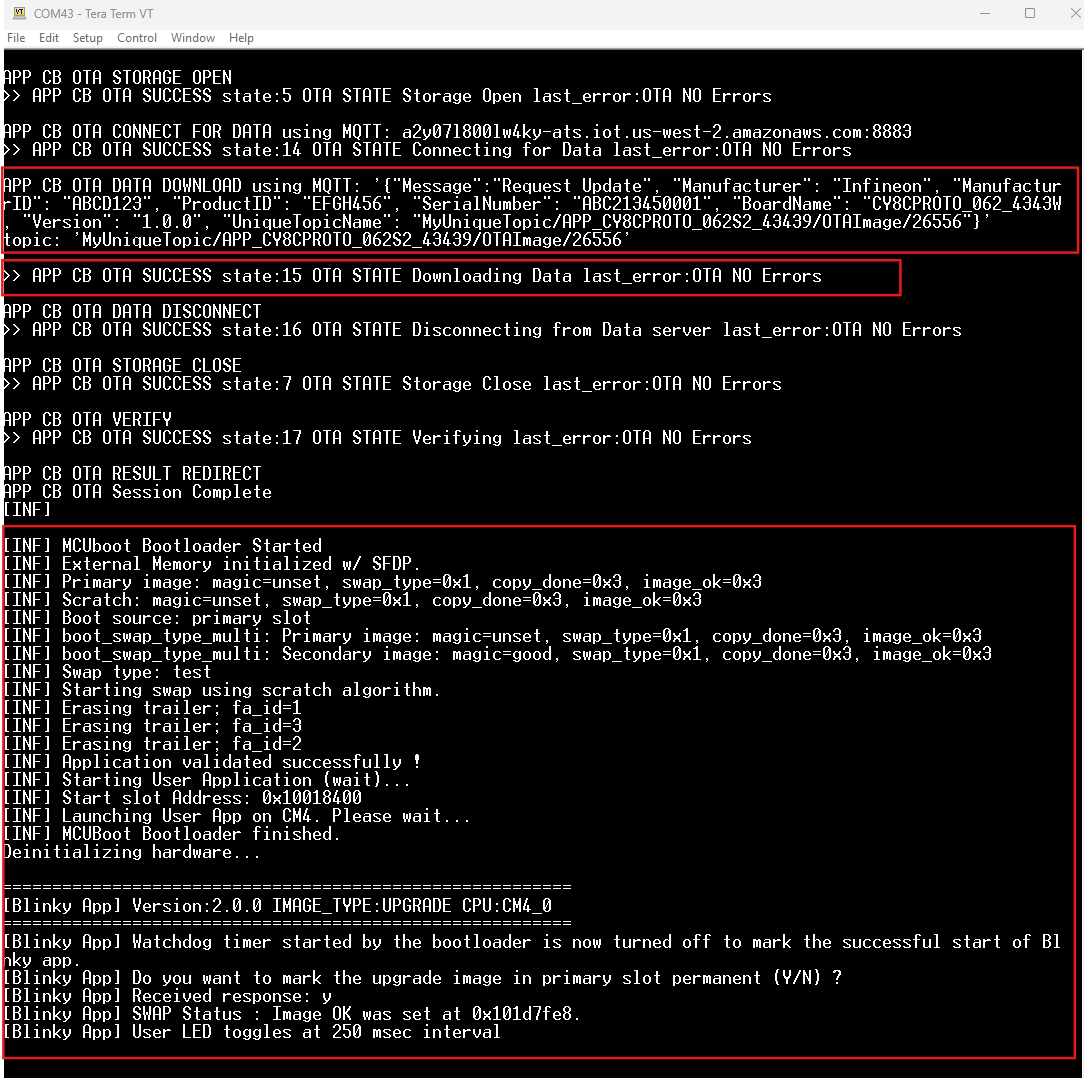 COM43 - Tera Term VT
File Edit Setup Control Window Help
APP CB OTA STORAGE OPEN
>> APP CB OTA SUCCESS state:5 OTA STATE Storage Open last_error:OTA NO Errors
APP CB OTA CONNECT FOR DATA using MQTT: a2y07l800lw4ky-ats.iot.us-west-2.amazonaws.com:8883
>> APP CB OTA SUCCESS state:14 OTA STATE Connecting for Data last_error:OTA NO Errors
APP CB OTA DATA DOWNLOAD using MQTT: '{"Message":"Request Update", "Manufacturer": "Infineon", "Manufactur
rID": "ABCD123", "ProductID": "EFGH456", "SerialNumber": "ABC213450001", "BoardName": "CY8CPROTO_062_4343W
, "Version": "1.0.0", "UniqueTopicName": "MyUniqueTopic/APP_CY8CPROTO_062S2_43439/OTAImage/26556"}'
topic: 'MyUniqueTopic/APP_CY8CPROTO_062S2_43439/OTAImage/26556'
>> APP CB OTA SUCCESS state:15 OTA STATE Downloading Data last_error:OTA NO Errors
APP CB OTA DATA DISCONNECT
>> APP CB OTA SUCCESS state:16 OTA STATE Disconnecting from Data server last_error:OTA NO Errors
APP CB OTA STORAGE CLOSE
>> APP CB OTA SUCCESS state:7 OTA STATE Storage Close last_error:OTA NO Errors
APP CB OTA VERIFY
>> APP CB OTA SUCCESS state:17 OTA STATE Verifying last_error:OTA NO Errors
APP CB OTA RESULT REDIRECT
APP CB OTA Session Complete
[INF]
[INF] MCUboot Bootloader Started
[INF] External Memory initialized w/ SFDP.
[INF] Primary image: magic=unset, swap_type=0x1, copy_done=0x3, image_ok=0x3
[INF] Scratch: magic=unset, swap_type=0x1, copy_done=0x3, image_ok=0x3
[INF] Boot source: primary slot
[INF] boot_swap_type_multi: Primary image: magic=unset, swap_type=0x1, copy_done=0x3, image_ok=0x3
[INF] boot_swap_type_multi: Secondary image: magic=good, swap_type=0x1, copy_done=0x3, image_ok=0x3
[INF] Swap type: test
[INF] Starting swap using scratch algorithm.
[INF] Erasing trailer; fa_id=1
[INF] Erasing trailer; fa_id=3
[INF] Erasing trailer; fa_id=2
[INF] Application validated successfully !
[INF] Starting User Application (wait)...
[INF] Start slot Address: 0x10018400
[INF] Launching User App on CM4. Please wait...
[INF] MCUBoot Bootloader finished.
Deinitializing hardware...
=========================================================
[Blinky App] Version:2.0.0 IMAGE_TYPE:UPGRADE CPU:CM4_0
=========================================================
[Blinky App] Watchdog timer started by the bootloader is now turned off to mark the successful start of Bl
nky app.
[Blinky App] Do you want to mark the upgrade image in primary slot permanent (Y/N) ?
[Blinky App] Received response: y
[Blinky App] SWAP Status : Image OK was set at 0x101d7fe8.
[Blinky App] User LED toggles at 250 msec interval